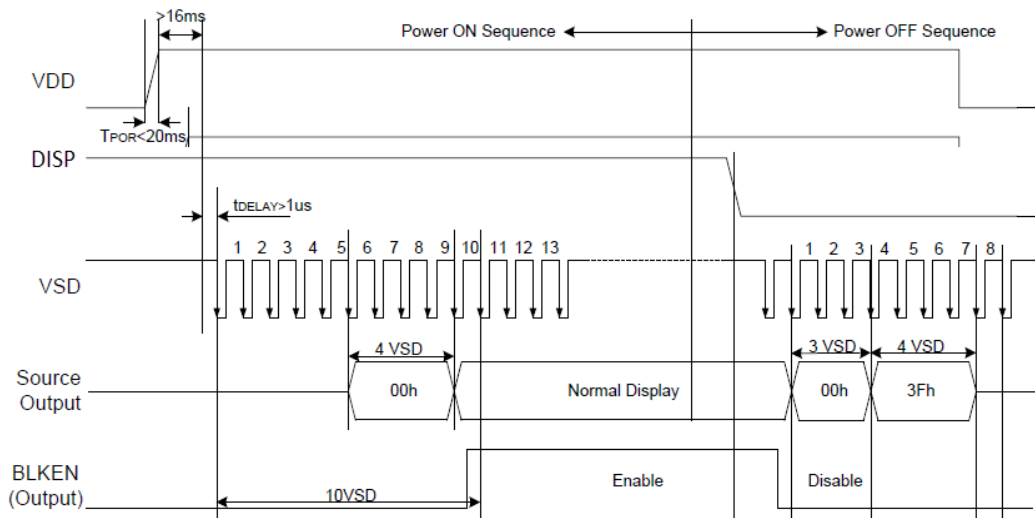 >16ms
Power ON Sequence
Power OFF Sequence
VDD
TPOR<20ms
DISP
tDELAY>1us
1 2 3 4 5 6 7 8 9 10 11 12 13
1 2 3 4 5 6 7 8
VSD
4 VSD
3 VSD
4 VSD
Source
Output
00h
Normal Display
00h
3Fh
BLKEN
(Output)
Enable
Disable
10VSD